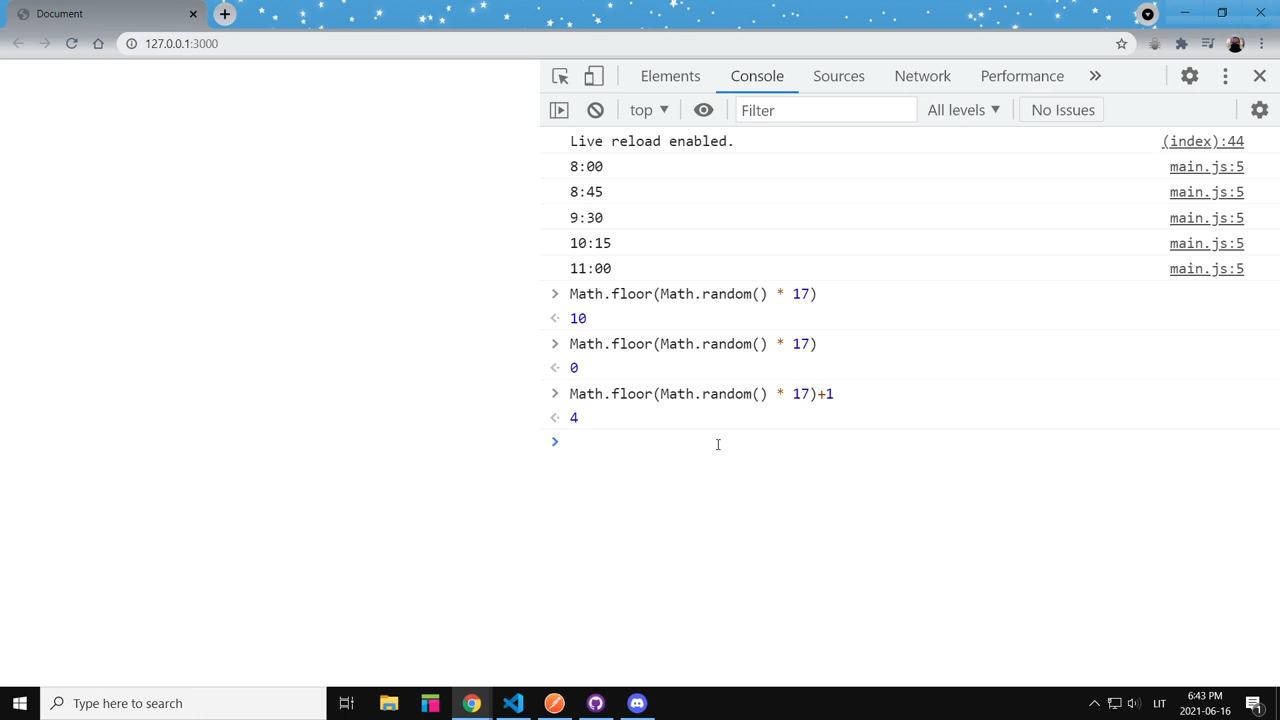 Document
127.0.0.1:3000
Elements Console Sources Network Performance »
top ▼ Filter All levels ▼ No Issues
Live reload enabled. (index):44
8:00 main.js:5
8:45 main.js:5
9:30 main.js:5
10:15 main.js:5
11:00 main.js:5
> Math.floor(Math.random() * 17)
10
> Math.floor(Math.random() * 17)
0
> Math.floor(Math.random() * 17)+1
4
>
Type here to search
LIT
6:43 PM
2021-06-16
1